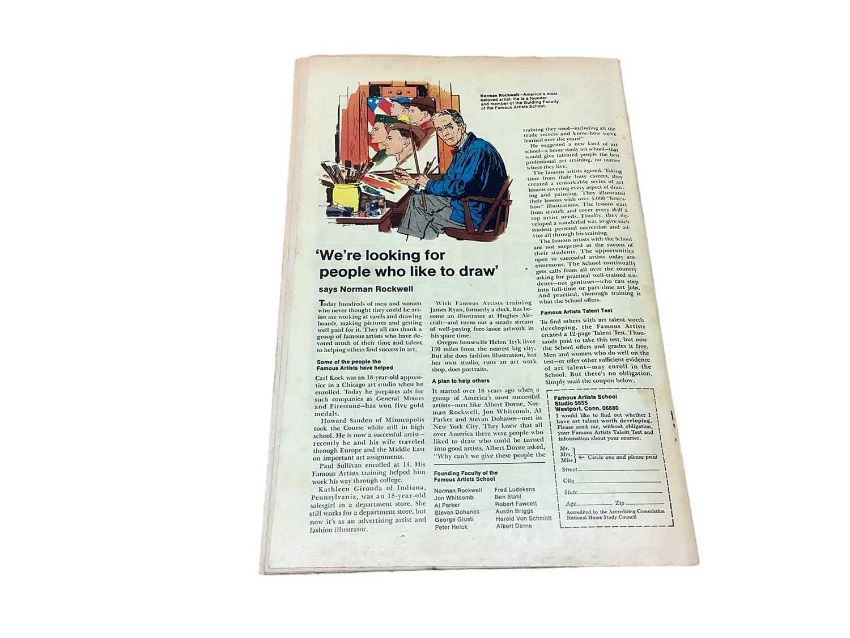 Norman Rockwell—America's most
beloved artist. He is a founder
and member of the Guiding Faculty
of the Famous Artists School.
'We're looking for
people who like to draw'
says Norman Rockwell
Today hundreds of men and women
who never thought they could be art-
ists are working at easels and drawing
boards, making pictures and getting
well paid for it. They all can thank a
group of famous artists who have de-
voted much of their time and talent
to helping others find success in art.
Some of the people the
Famous Artists have helped
Carl Kock was an 18-year-old appren-
tice in a Chicago art studio when he
enrolled. Today he prepares ads for
such companies as General Motors
and Firestone—has won five gold
medals.
Howard Sanden of Minneapolis
took the Course while still in high
school. He is now a successful artist—
recently he and his wife traveled
through Europe and the Middle East
on important art assignments.
Paul Sullivan enrolled at 14. His
Famous Artists training helped him
work his way through college.
Kathleen Gironda of Indiana,
Pennsylvania, was an 18-year-old
salesgirl in a department store. She
still works for a department store, but
now it's as an advertising artist and
fashion illustrator.
With Famous Artists training
James Ryan, formerly a clerk, has be-
come an illustrator at Hughes Air-
craft—and turns out a steady stream
of well-paying free-lance artwork in
his spare time.
Oregon housewife Helen Isyk lives
150 miles from the nearest big city.
But she does fashion illustration, has
her own studio, runs an art work
shop, does portraits.
A plan to help others
It started over 18 years ago when a
group of America's most successful
artists—men like Albert Dorne, Nor-
man Rockwell, Jon Whitcomb, Al
Parker and Stevan Dohanos—met in
New York City. They knew that all
over America there were people who
liked to draw who could be turned
into good artists, Albert Dorne asked,
"Why can't we give these people the
Founding Faculty of the
Famous Artists School
Norman Rockwell
Jon Whitcomb
Al Parker
Stevan Dohanos
George Giusti
Peter Helck
Fred Ludekens
Ben Stahl
Robert Fawcett
Austin Briggs
Harold Von Schmidt
Albert Dorne
training they need—including all the
trade secrets and know-how we've
learned over the years?"
He suggested a new kind of art
school—a home study art school—that
would give talented people the best
professional art training, no matter
where they live.
The famous artists agreed. Taking
time from their busy careers, they
created a remarkable series of art
lessons covering every aspect of draw-
ing and painting. They illustrated
their lessons with over 5,000 "how's-
how" illustrations. The lessons start
from scratch and cover every skill a
top artist needs. Finally, they de-
veloped a wonderful way to give each
student personal correction and ad-
vice all through his training.
The famous artists with the School
are not surprised at the success of
their students. The opportunities
open to successful artists today are
enormous. The School continually
gets calls from all over the country
asking for practical well-trained stu-
dents—not geniuses—who can step
into full-time or part-time art jobs.
And practical, thorough training is
what the School offers.
Famous Artists Talent Test
To find others with art talent worth
developing, the Famous Artists
created a 12-page Talent Test. Thou-
sands paid to take this test, but now
the School offers and grades it free.
Men and women who do well on the
test—or offer other sufficient evidence
of art talent—may enroll in the
School. But there's no obligation.
Simply mail the coupon below.
Famous Artists School
Studio 5655
Westport, Conn. 06880
I would like to find out whether I
have art talent worth developing.
Please send me, without obligation,
your Famous Artists Talent Test and
information about your courses.
Mr.
Mrs. ← Circle one and please print
Miss
Street
City
State
Age Zip
Accredited by the Accrediting Commission
National Home Study Council